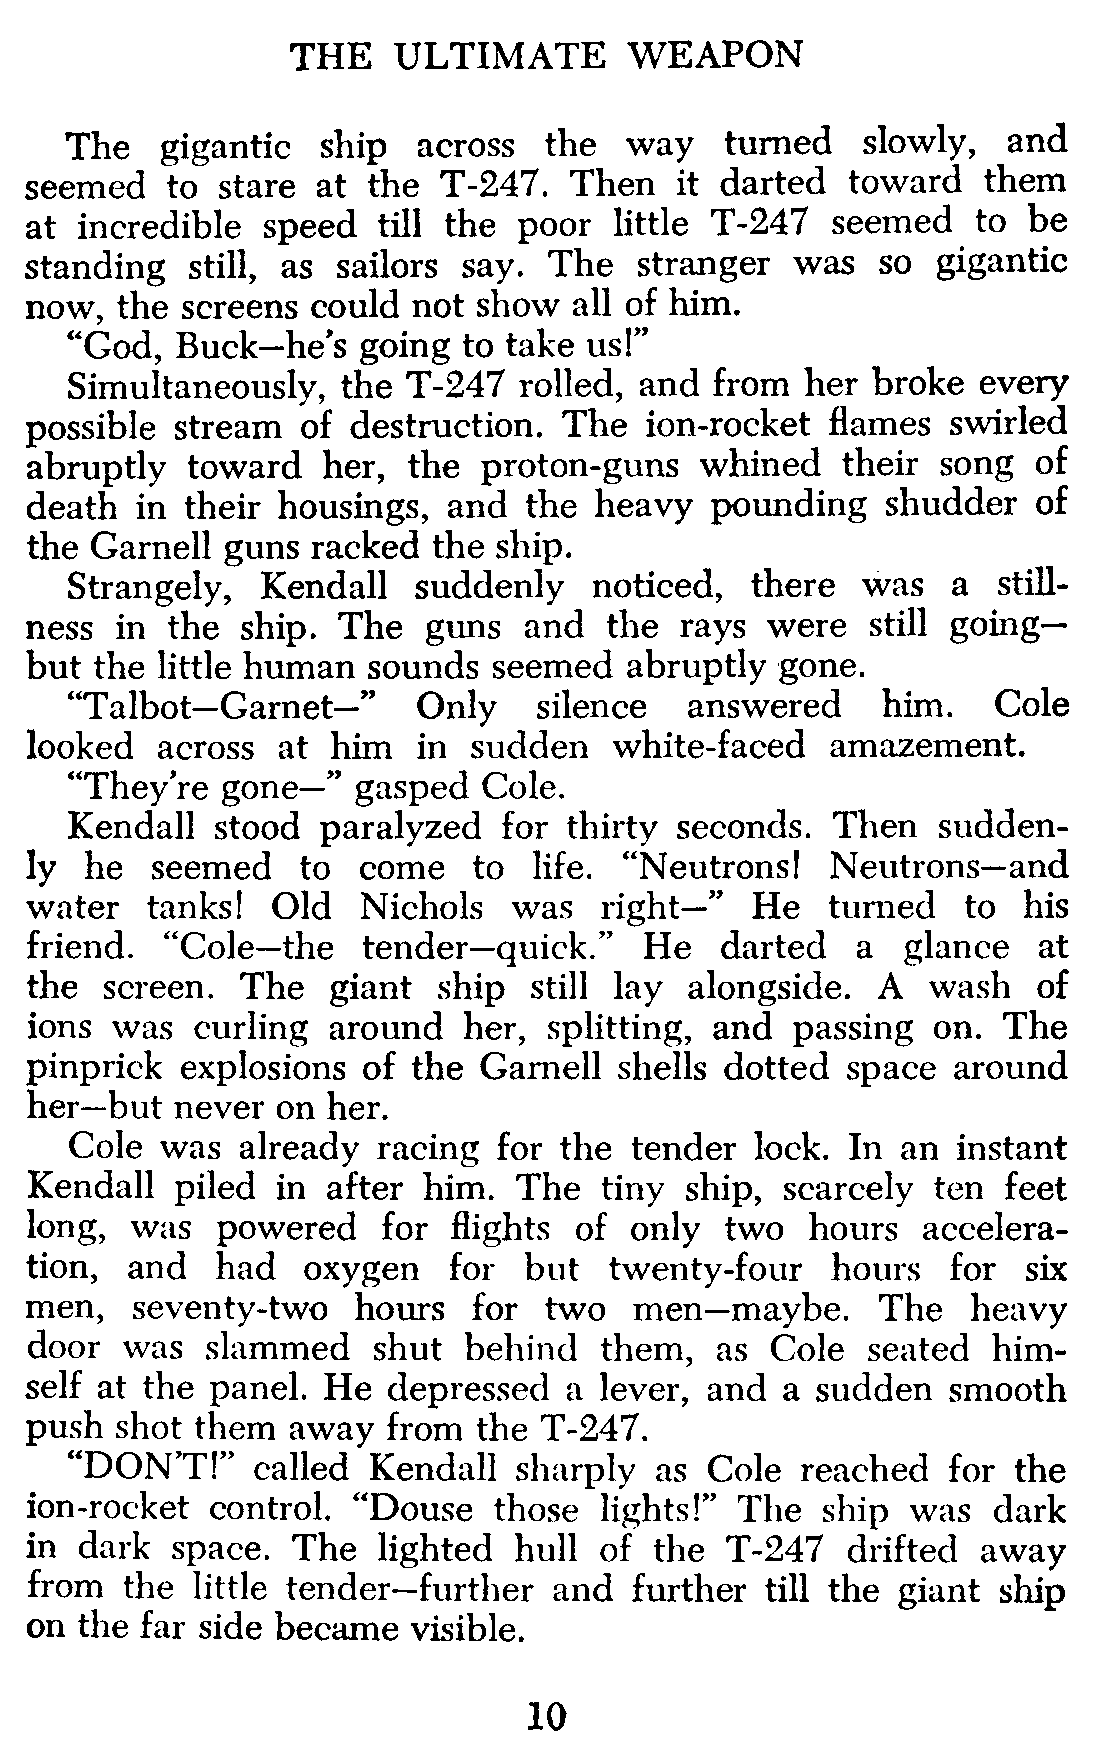 THE ULTIMATE WEAPON
The gigantic ship across the way turned slowly, and
seemed to stare at the T-247. Then it darted toward them
at incredible speed till the poor little T-247 seemed to be
standing still, as sailors say. The stranger was so gigantic
now, the screens could not show all of him.
“God, Buck—he’s going to take us!”
Simultaneously, the T-247 rolled, and from her broke every
possible stream of destruction. The ion-rocket flames swirled
abruptly toward her, the proton-guns whined their song of
death in their housings, and the heavy pounding shudder of
the Garnell guns racked the ship.
Strangely, Kendall suddenly noticed, there was a still-
ness in the ship. The guns and the rays were still going—
but the little human sounds seemed abruptly gone.
“Talbot—Garnet—” Only silence answered him. Cole
looked across at him in sudden white-faced amazement.
“They’re gone—” gasped Cole.
Kendall stood paralyzed for thirty seconds. Then sudden-
ly he seemed to come to life. “Neutrons! Neutrons—and
water tanks! Old Nichols was right—” He turned to his
friend. “Cole—the tender—quick.” He darted a glance at
the screen. The giant ship still lay alongside. A wash of
ions was curling around her, splitting, and passing on. The
pinprick explosions of the Garnell shells dotted space around
her—but never on her.
Cole was already racing for the tender lock. In an instant
Kendall piled in after him. The tiny ship, scarcely ten feet
long, was powered for flights of only two hours accelera-
tion, and had oxygen for but twenty-four hours for six
men, seventy-two hours for two men—maybe. The heavy
door was slammed shut behind them, as Cole seated him-
self at the panel. He depressed a lever, and a sudden smooth
push shot them away from the T-247.
“DON’T!” called Kendall sharply as Cole reached for the
ion-rocket control. “Douse those lights!” The ship was dark
in dark space. The lighted hull of the T-247 drifted away
from the little tender—further and further till the giant ship
on the far side became visible.
10